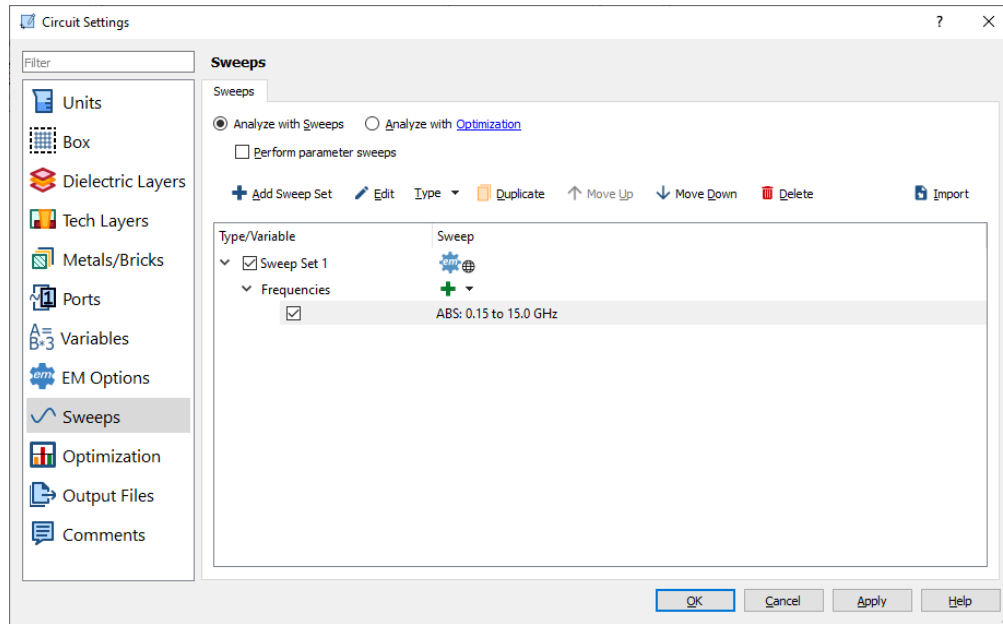 Circuit Settings
?
Filter
Units
Box
Dielectric Layers
Tech Layers
Metals/Bricks
Ports
Variables
EM Options
Sweeps
Optimization
Output Files
Comments
Sweeps
Sweeps
Analyze with Sweeps Analyze with Optimization
Perform parameter sweeps
Add Sweep Set Edit Type Duplicate Move Up Move Down Delete Import
Type/Variable Sweep
Sweep Set 1 em
Frequencies
ABS: 0.15 to 15.0 GHz
OK Cancel Apply Help